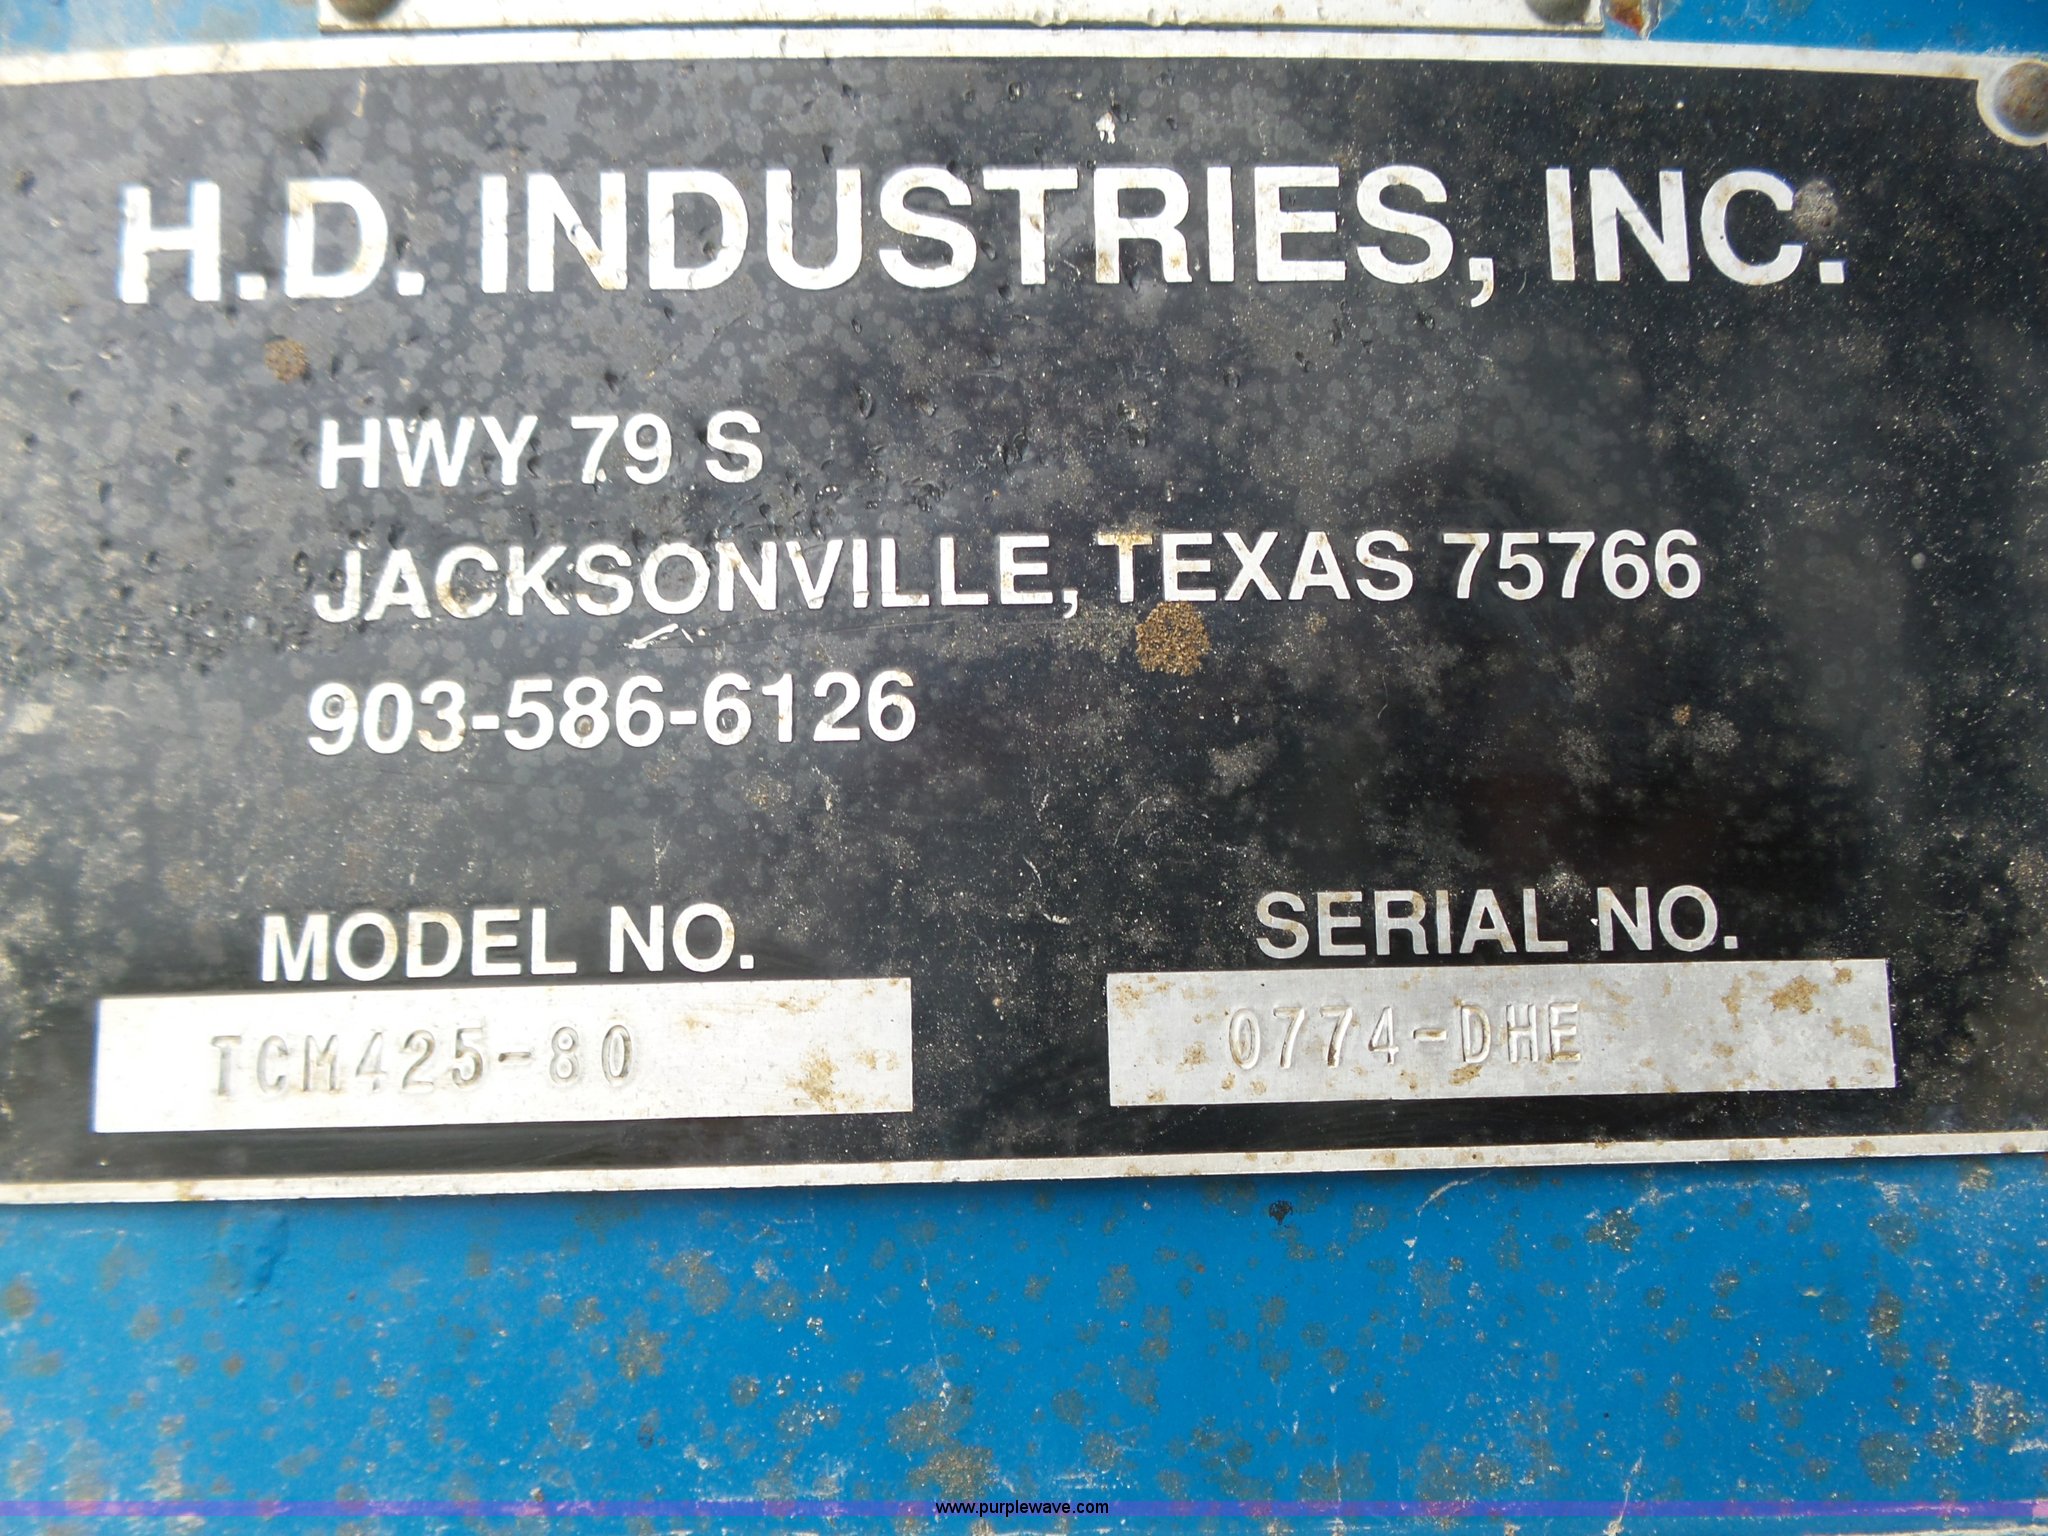 H.D. INDUSTRIES, INC.
HWY 79 S
JACKSONVILLE, TEXAS 75766
903-586-6126
MODEL NO. SERIAL NO.
TCM425-80 0774-DHE
www.purplewave.com